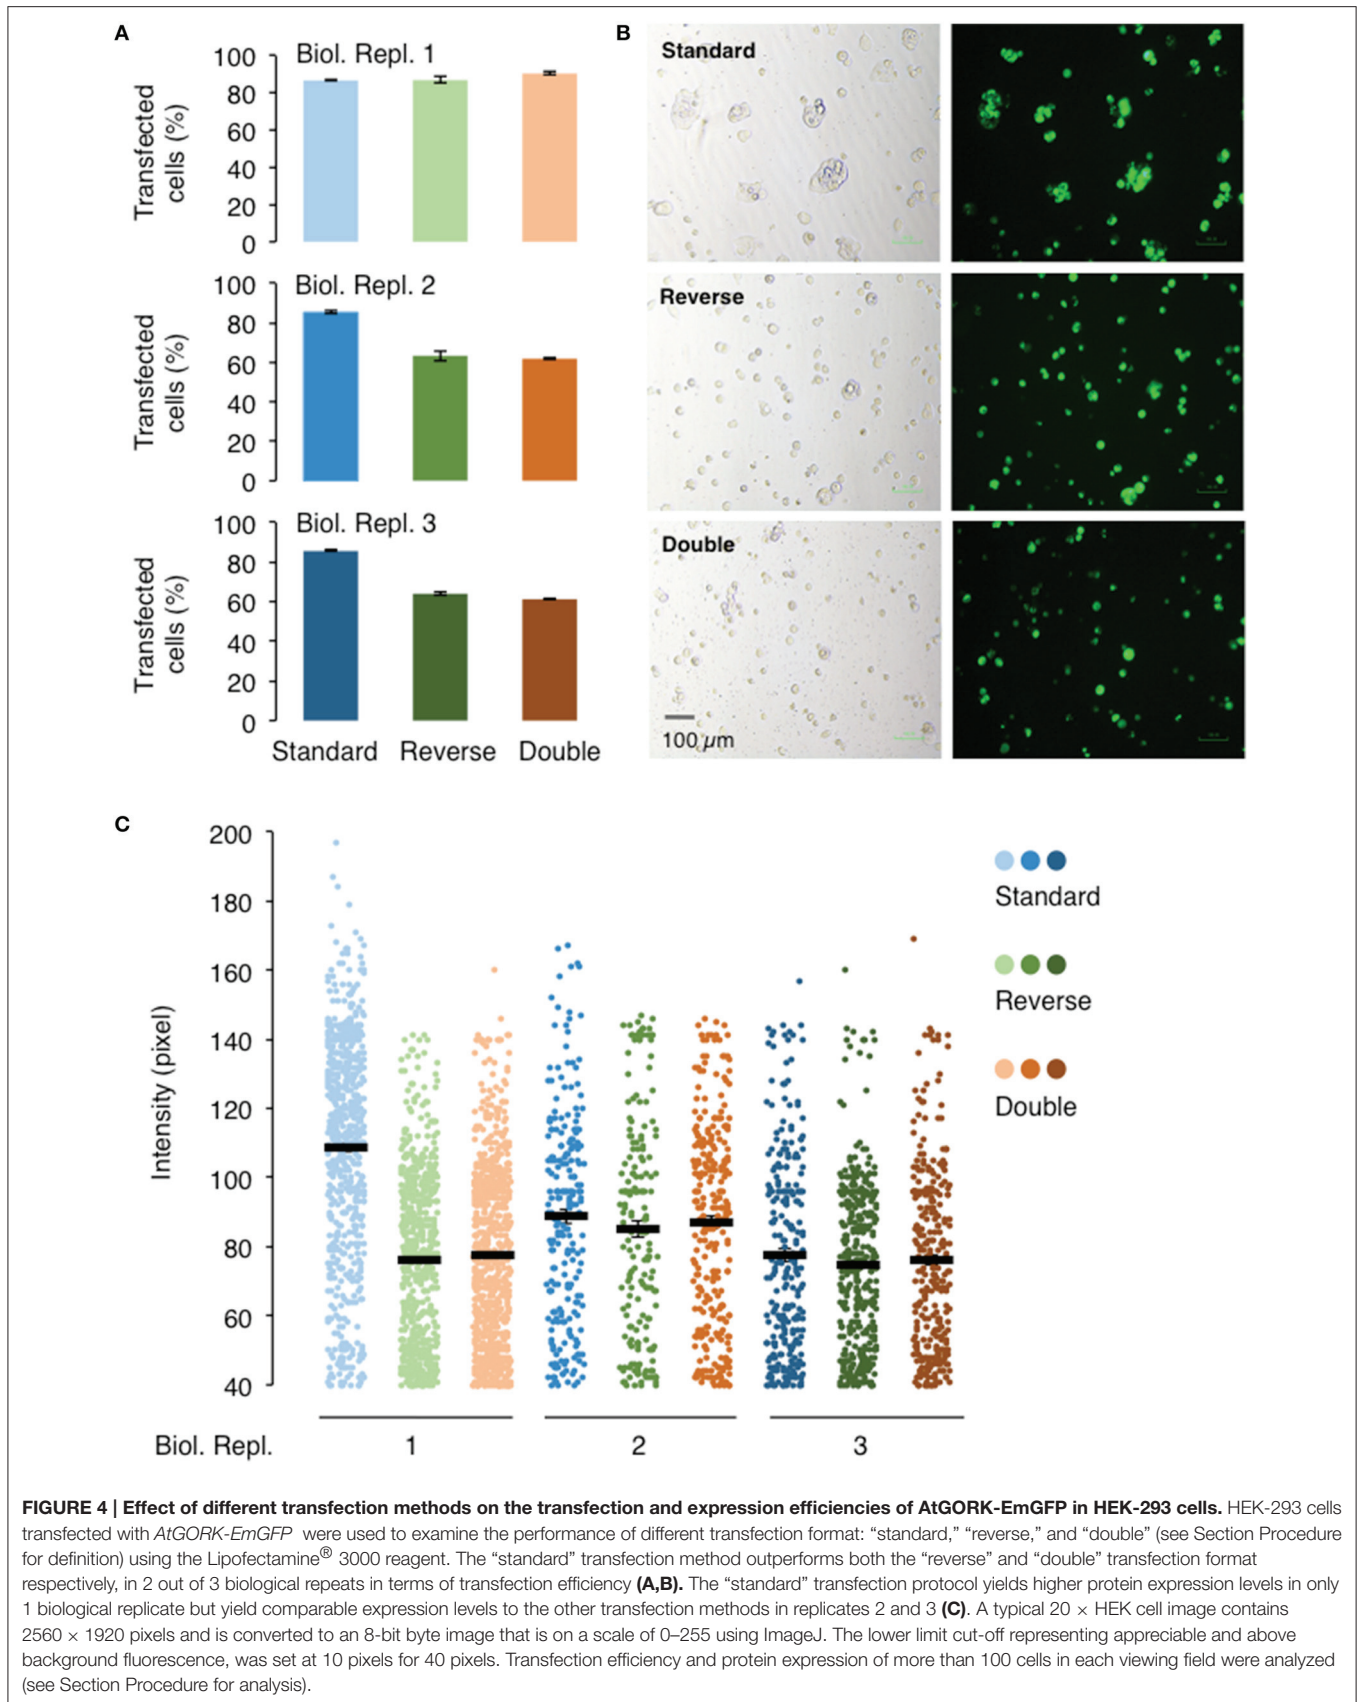 A
Biol. Repl. 1
100
80
60
40
20
0
Transfected
cells (%)
Biol. Repl. 2
100
80
60
40
20
0
Transfected
cells (%)
Biol. Repl. 3
100
80
60
40
20
0
Transfected
cells (%)
Standard Reverse Double
B
Standard
Reverse
Double
100 µm
C
200
180
160
140
120
100
80
60
40
Intensity (pixel)
Biol. Repl. 1 2 3
Standard
Reverse
Double
FIGURE 4 | Effect of different transfection methods on the transfection and expression efficiencies of AtGORK-EmGFP in HEK-293 cells. HEK-293 cells
transfected with AtGORK-EmGFP were used to examine the performance of different transfection format: “standard,” “reverse,” and “double” (see Section Procedure
for definition) using the Lipofectamine® 3000 reagent. The “standard” transfection method outperforms both the “reverse” and “double” transfection format
respectively, in 2 out of 3 biological repeats in terms of transfection efficiency (A,B). The “standard” transfection protocol yields higher protein expression levels in only
1 biological replicate but yield comparable expression levels to the other transfection methods in replicates 2 and 3 (C). A typical 20 × HEK cell image contains
2560 × 1920 pixels and is converted to an 8-bit byte image that is on a scale of 0–255 using ImageJ. The lower limit cut-off representing appreciable and above
background fluorescence, was set at 10 pixels for 40 pixels. Transfection efficiency and protein expression of more than 100 cells in each viewing field were analyzed
(see Section Procedure for analysis).